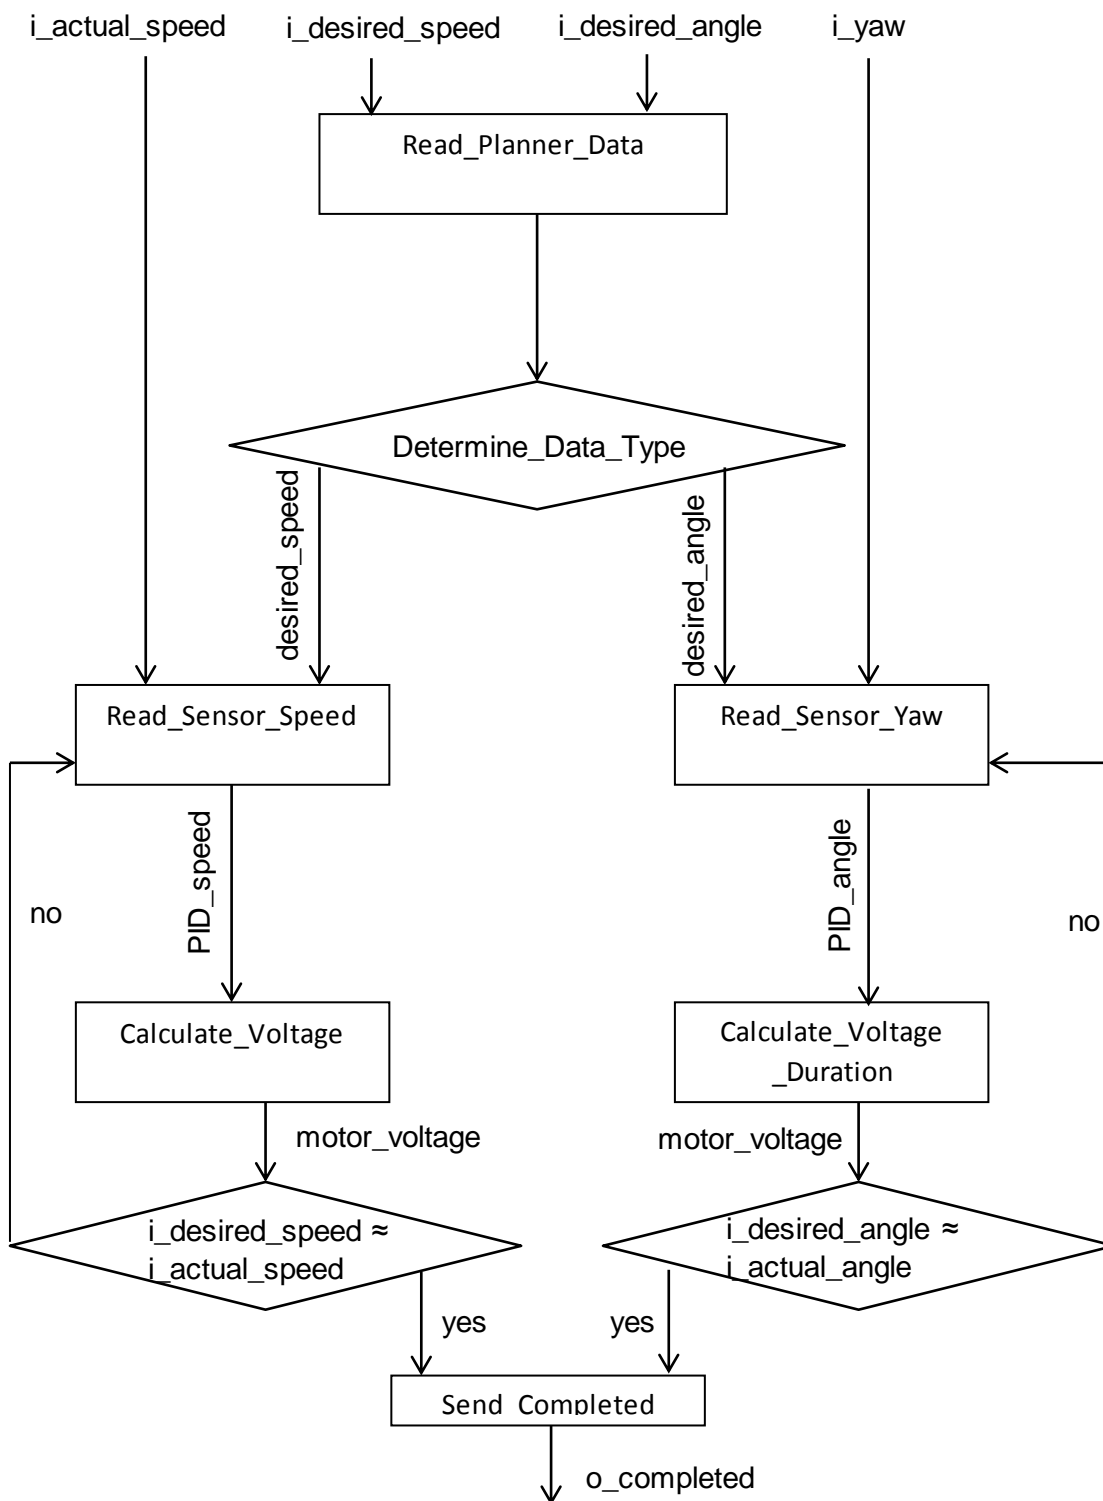 i_actual_speed
i_desired_speed
i_desired_angle
i_yaw
Read_Planner_Data
Determine_Data_Type
desired_speed
desired_angle
Read_Sensor_Speed
Read_Sensor_Yaw
PID_speed
PID_angle
no
no
Calculate_Voltage
Calculate_Voltage
_Duration
motor_voltage
motor_voltage
i_desired_speed ≈
i_actual_speed
i_desired_angle ≈
i_actual_angle
yes
yes
Send_Completed
o_completed